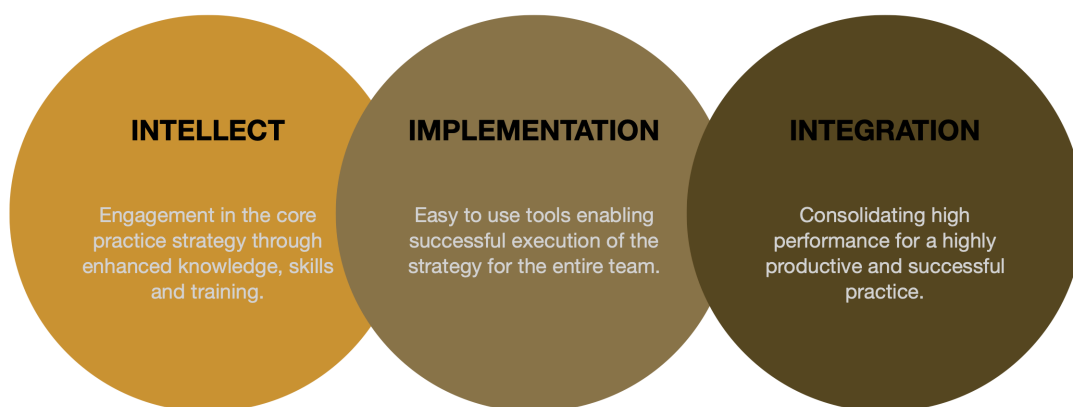 INTELLECT
Engagement in the core
practice strategy through
enhanced knowledge, skills
and training.
IMPLEMENTATION
Easy to use tools enabling
successful execution of the
strategy for the entire team.
INTEGRATION
Consolidating high
performance for a highly
productive and successful
practice.